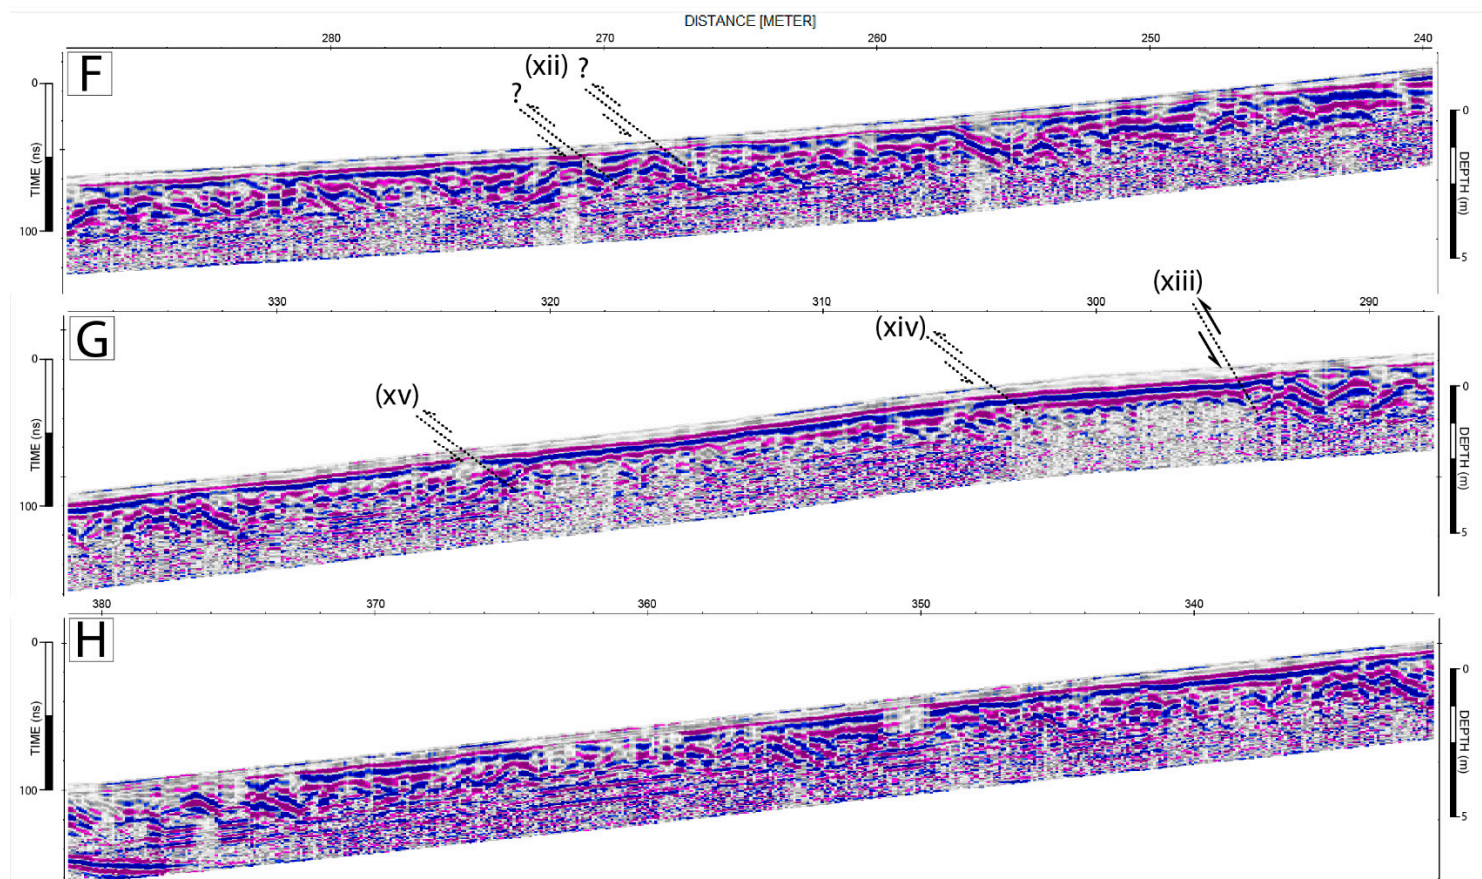 DISTANCE [METER]
280 270 260 250 240
F
(xii) ?
?
0
100
TIME (ns)
0
5
DEPTH (m)
330 320 310 300 290
G
(xiii)
(xiv)
(xv)
0
100
TIME (ns)
0
5
DEPTH (m)
380 370 360 350 340
H
0
100
TIME (ns)
0
5
DEPTH (m)